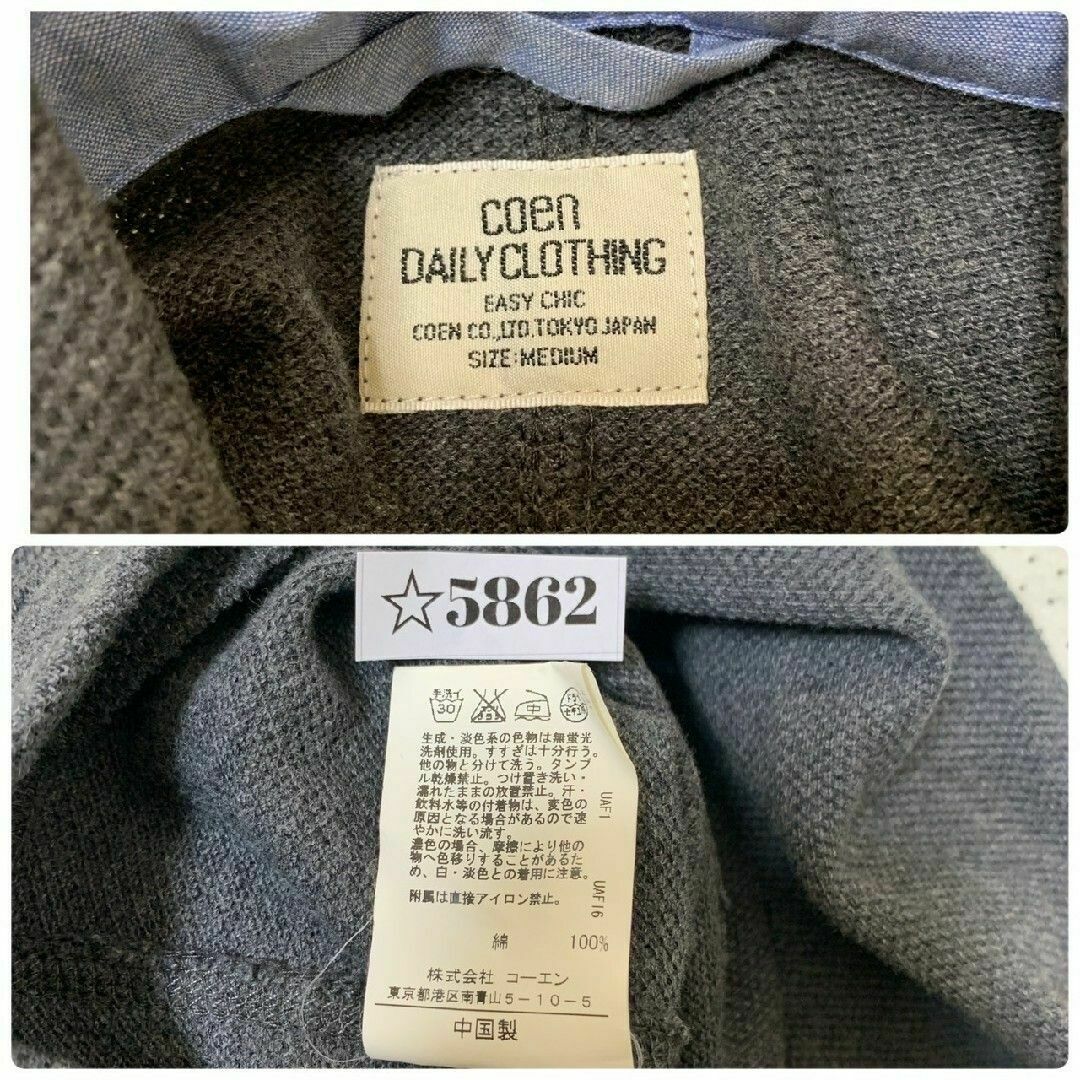 coen
DAILY CLOTHING
EASY CHIC
COEN CO.,LTD.TOKYO.JAPAN
SIZE:MEDIUM
☆5862
手洗イ
30
中
生成・淡色系の色物は無蛍光
洗剤使用。すすぎは十分行う。
他の物と分けて洗う。タンブ
ル乾燥禁止。つけ置き洗い・
濡れたままの放置禁止。汗・
飲料水等の付着物は、変色の
原因となる場合があるので速
やかに洗い流す。
濃色の場合、摩擦により他の
物へ色移りすることがあるた
め、白・淡色との着用に注意。
附属は直接アイロン禁止。
綿 100%
株式会社 コーエン
東京都港区南青山5-10-5
中国製
UAF1
UAF16